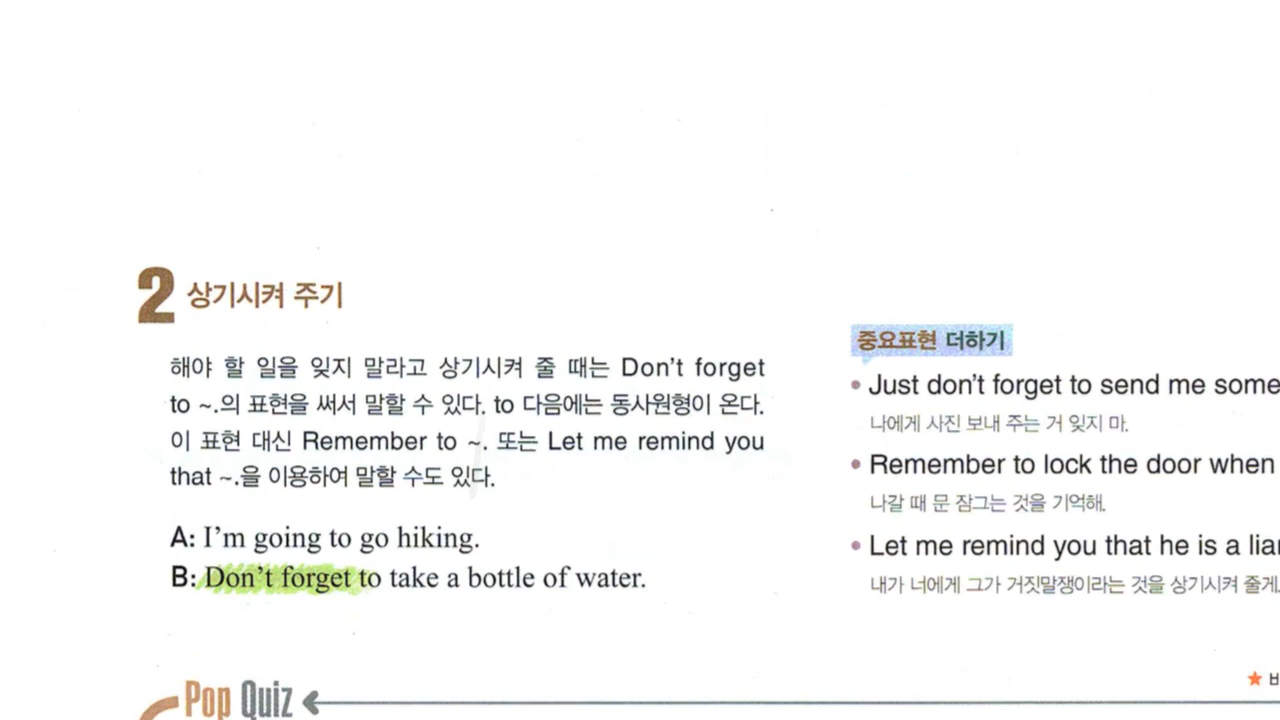 2 상기시켜 주기
해야 할 일을 잊지 말라고 상기시켜 줄 때는 Don't forget
to ~.의 표현을 써서 말할 수 있다. to 다음에는 동사원형이 온다.
이 표현 대신 Remember to ~. 또는 Let me remind you
that ~.을 이용하여 말할 수도 있다.
A: I'm going to go hiking.
B: Don't forget to take a bottle of water.
중요표현 더하기
• Just don't forget to send me some
나에게 사진 보내 주는 거 잊지 마.
• Remember to lock the door when
나갈 때 문 잠그는 것을 기억해.
• Let me remind you that he is a liar
내가 너에게 그가 거짓말쟁이라는 것을 상기시켜 줄게.
Pop Quiz